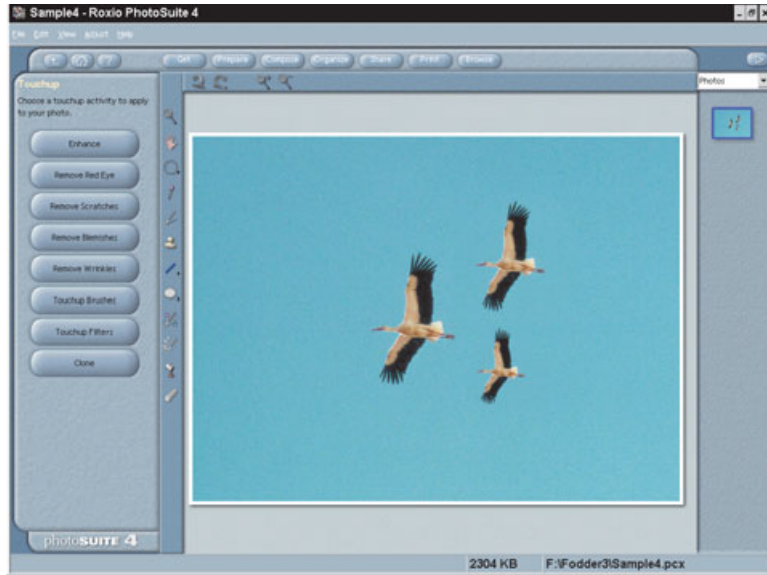 Sample4 - Roxio PhotoSuite 4
File Edit View Adjust Help
Get Prepare Compose Organize Share Print Browse
Touchup
Choose a touchup activity to apply
to your photo.
Photos
Enhance
Remove Red Eye
Remove Scratches
Remove Blemishes
Remove Wrinkles
Touchup Brushes
Touchup Filters
Clone
photoSUITE 4
2304 KB F:\Fodder3\Sample4.pcx